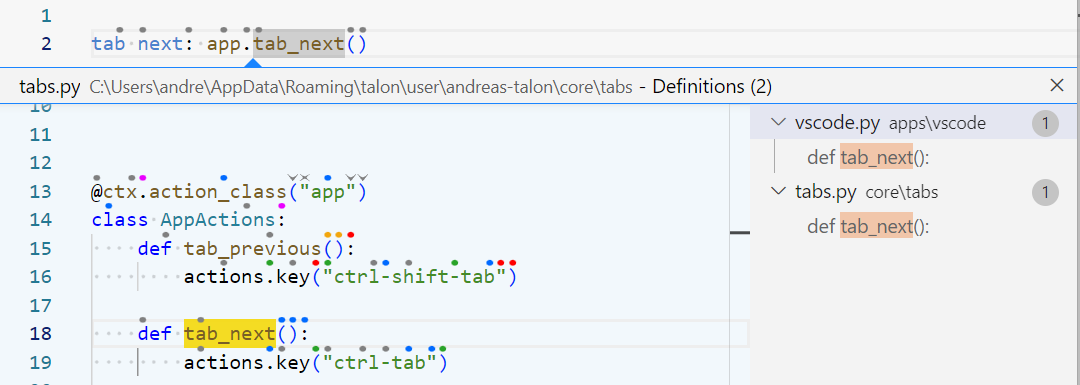 1
2 tab next: app.tab_next()
tabs.py C:\Users\andre\AppData\Roaming\talon\user\andreas-talon\core\tabs - Definitions (2)
10
11
12
13 @ctx.action_class("app")
14 class AppActions:
15 def tab_previous():
16 actions.key("ctrl-shift-tab")
17
18 def tab_next():
19 actions.key("ctrl-tab")
vscode.py apps\vscode 1
def tab_next():
tabs.py core\tabs 1
def tab_next():